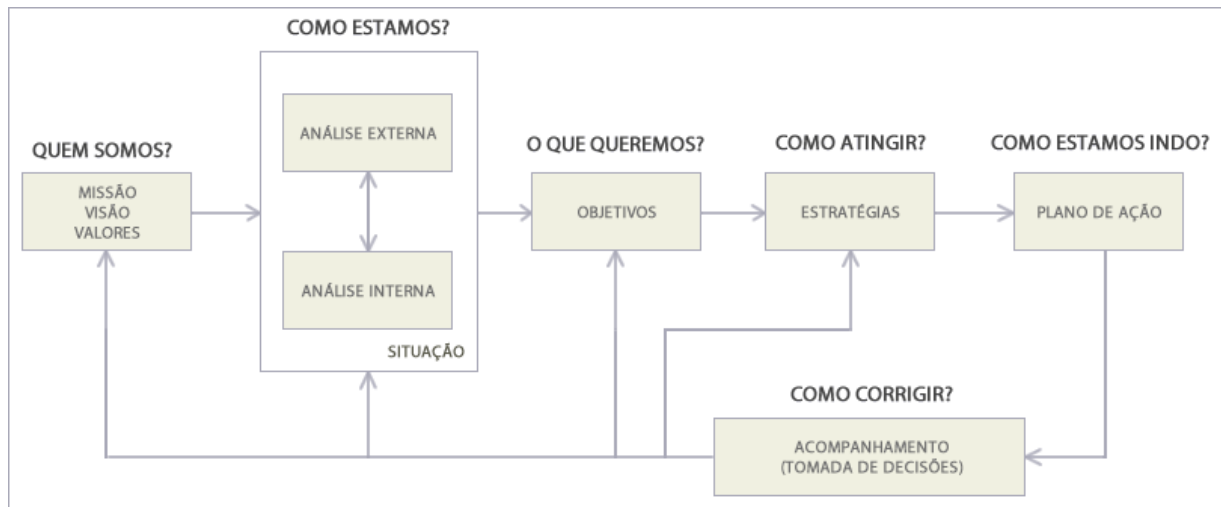 COMO ESTAMOS?
ANÁLISE EXTERNA
ANÁLISE INTERNA
SITUAÇÃO
QUEM SOMOS?
MISSÃO
VISÃO
VALORES
O QUE QUEREMOS?
OBJETIVOS
COMO ATINGIR?
ESTRATÉGIAS
COMO ESTAMOS INDO?
PLANO DE AÇÃO
COMO CORRIGIR?
ACOMPANHAMENTO
(TOMADA DE DECISÕES)